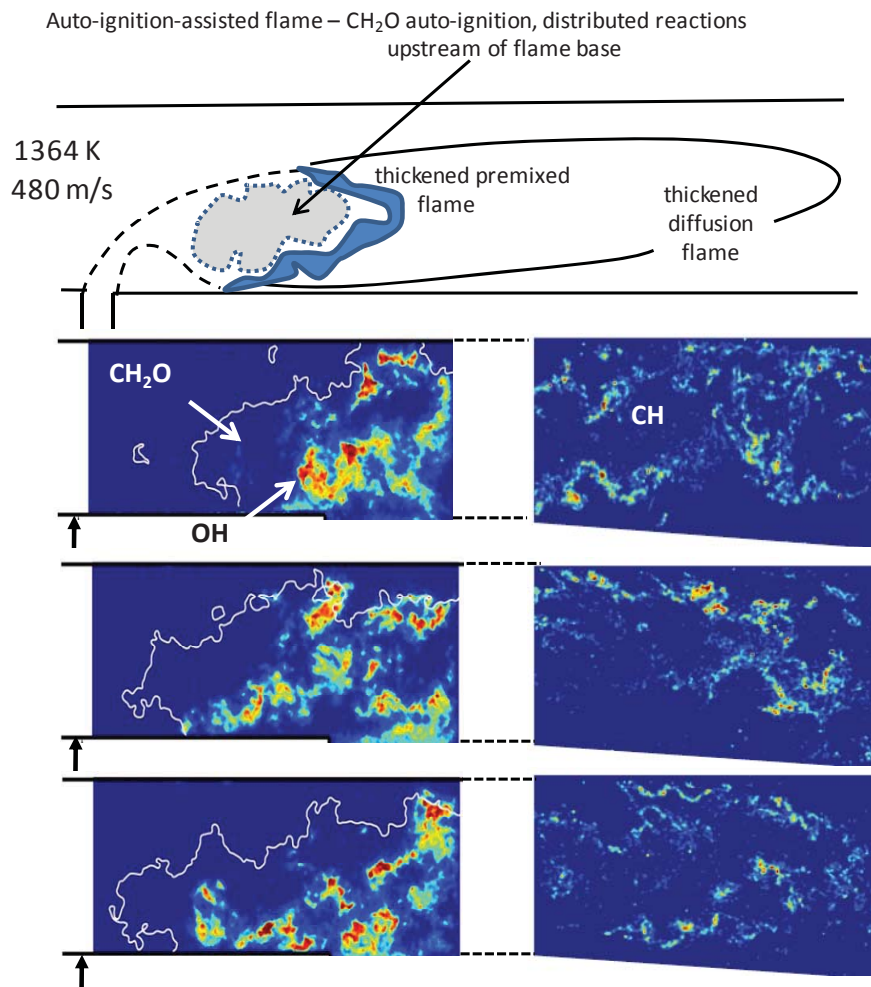 Auto-ignition-assisted flame – CH₂O auto-ignition, distributed reactions
upstream of flame base
1364 K
480 m/s
thickened premixed
flame
thickened
diffusion
flame
CH₂O
OH
CH